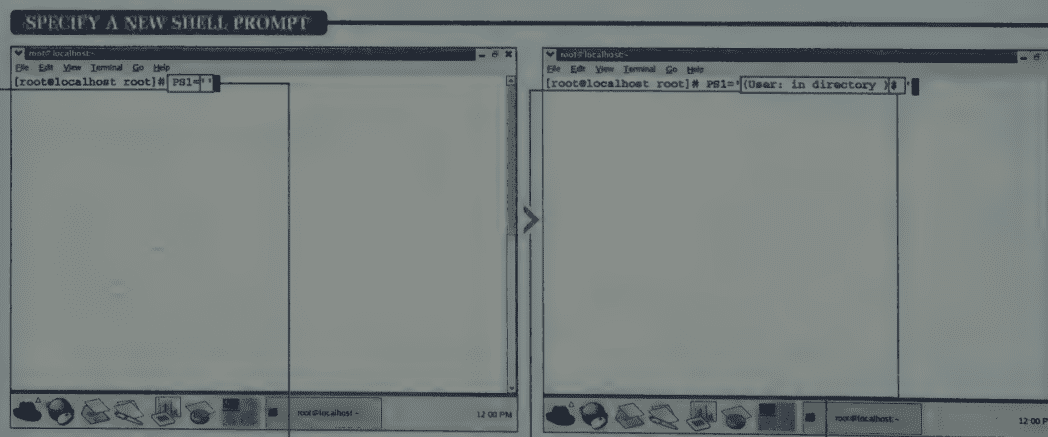 SPECIFY A NEW SHELL PROMPT
root@localhost:~
File Edit View Terminal Go Help
[root@localhost root]# PS1=''
root@localhost:~
12:00 PM
root@localhost:~
File Edit View Terminal Go Help
[root@localhost root]# PS1='(User: in directory )# '
root@localhost:~
12:00 P